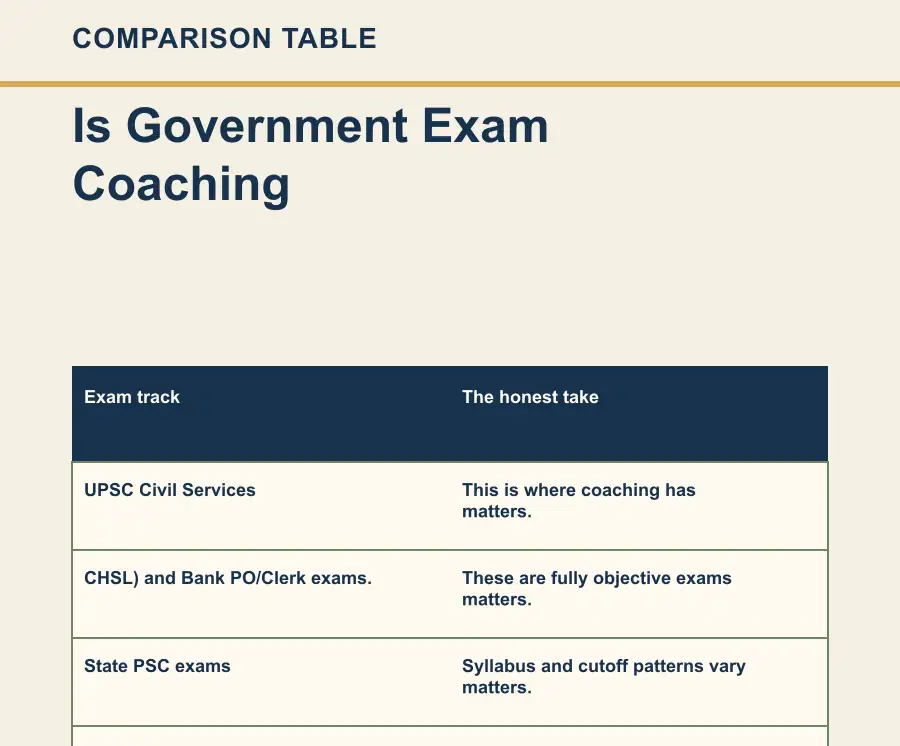 COMPARISON TABLE
Is Government Exam
Coaching
Exam track
The honest take
UPSC Civil Services
This is where coaching has
matters.
CHSL) and Bank PO/Clerk exams.
These are fully objective exams
matters.
State PSC exams
Syllabus and cutoff patterns vary
matters.